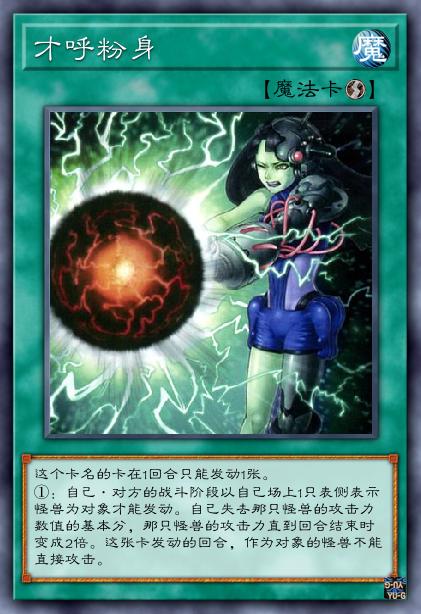 才呼粉身
魔
【魔法卡】
这个卡名的卡在1回合只能发动1张。
①：自己·对方的战斗阶段以自己场上1只表侧表示
怪兽为对象才能发动。自己失去那只怪兽的攻击力
数值的基本分，那只怪兽的攻击力直到回合结束时
变成2倍。这张卡发动的回合，作为对象的怪兽不能
直接攻击。